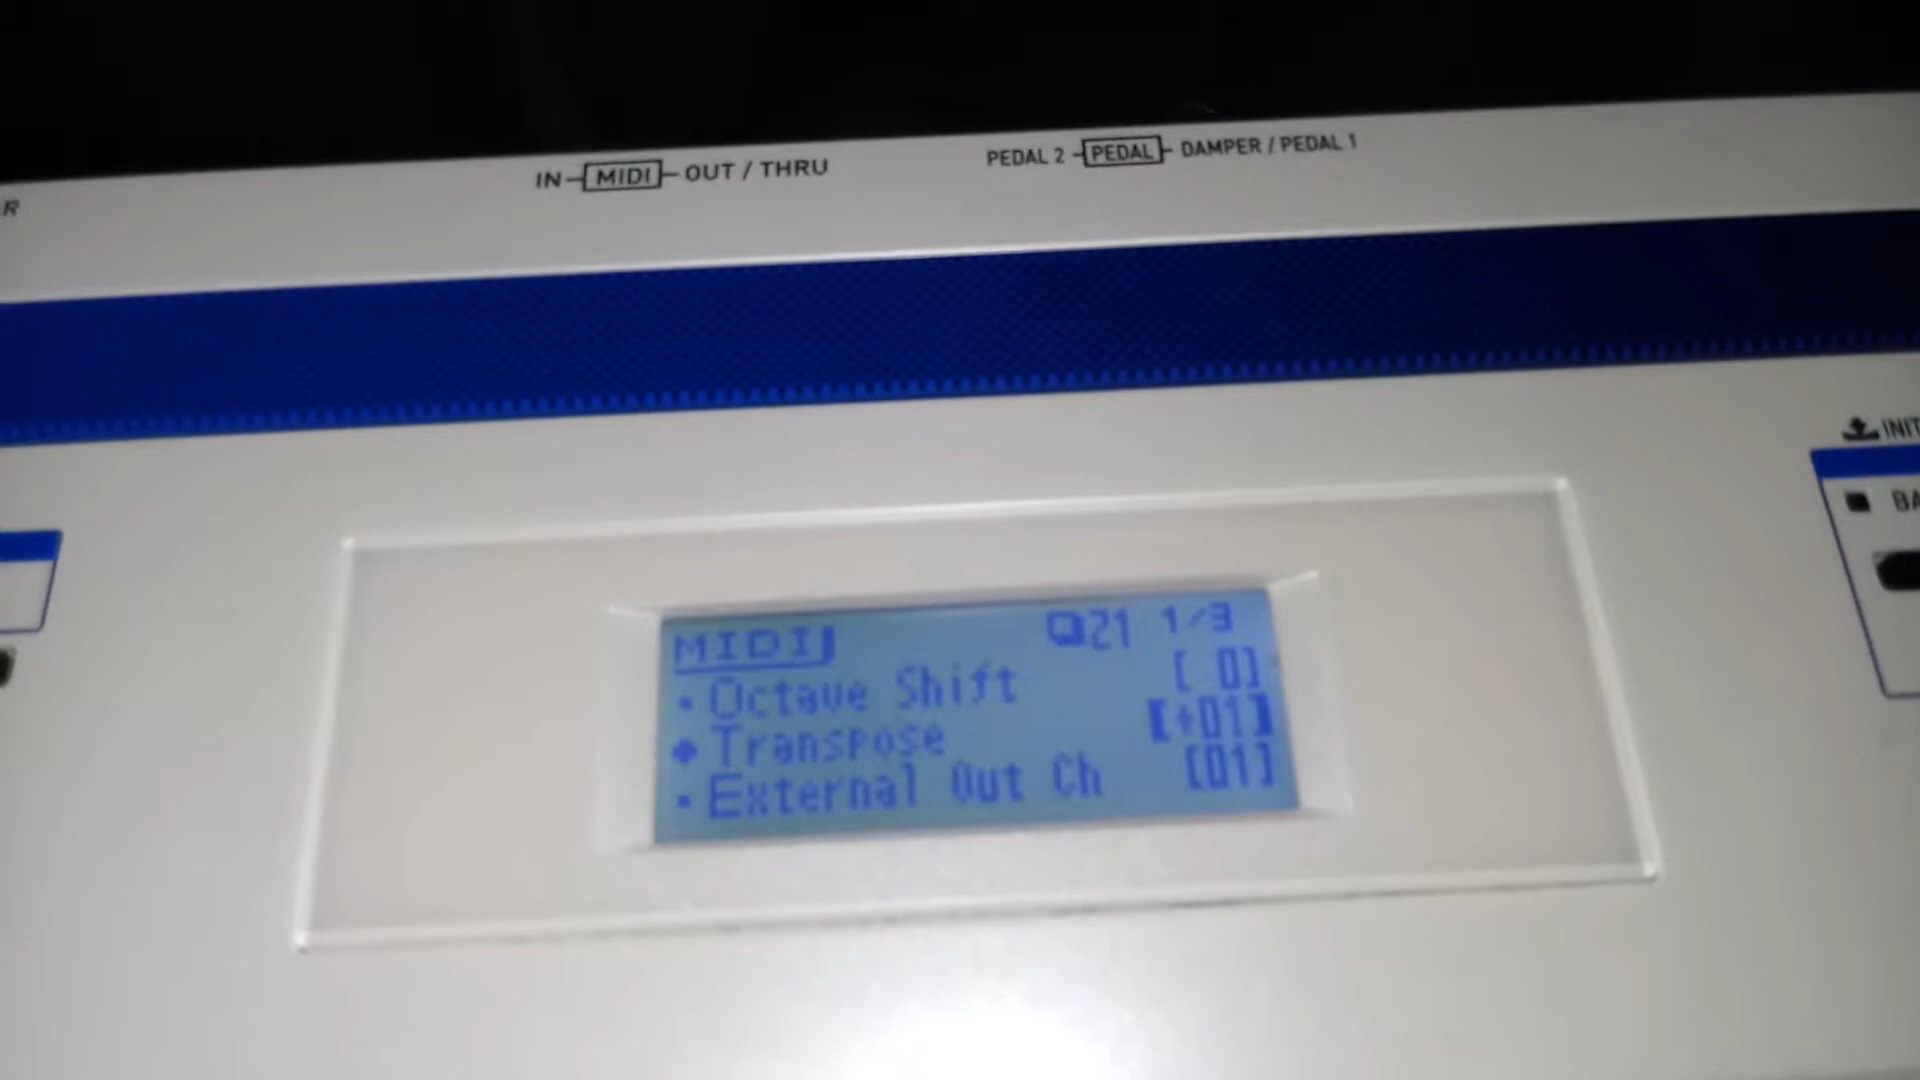 IN MIDI OUT / THRU
PEDAL 2 PEDAL DAMPER / PEDAL 1
MIDI 21 1/3
• Octave Shift [ 0]
◆ Transpose [+01]
• External Out Ch [01]